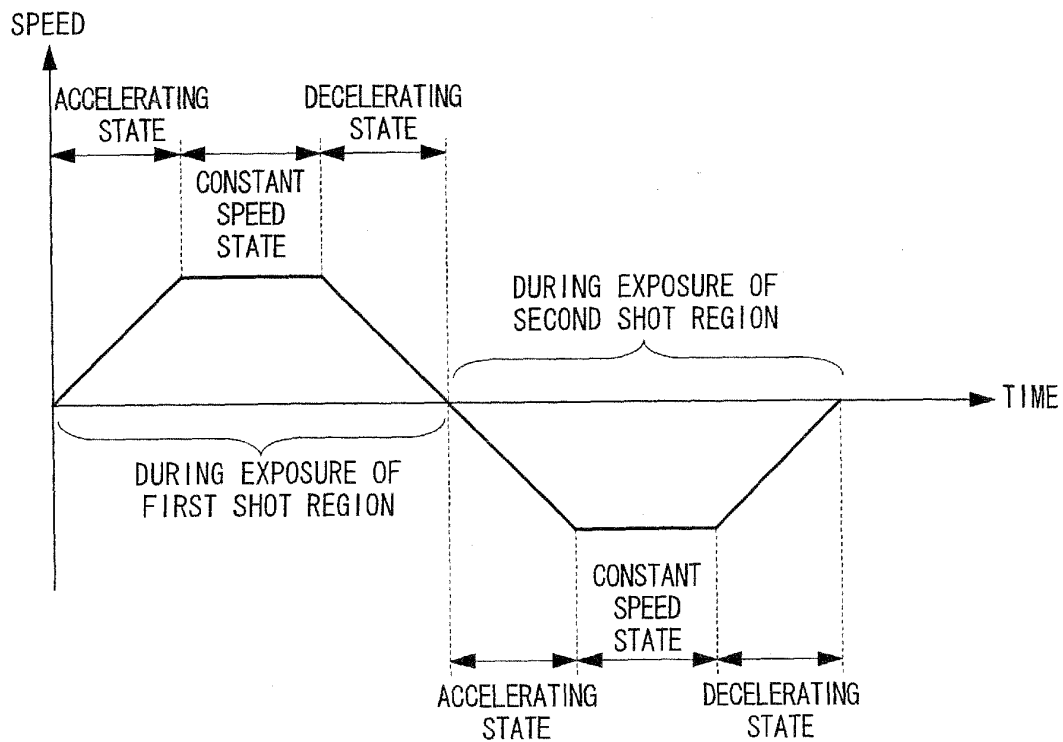 SPEED
ACCELERATING
STATE
DECELERATING
STATE
CONSTANT
SPEED
STATE
DURING EXPOSURE OF
SECOND SHOT REGION
TIME
DURING EXPOSURE OF
FIRST SHOT REGION
CONSTANT
SPEED
STATE
ACCELERATING
STATE
DECELERATING
STATE